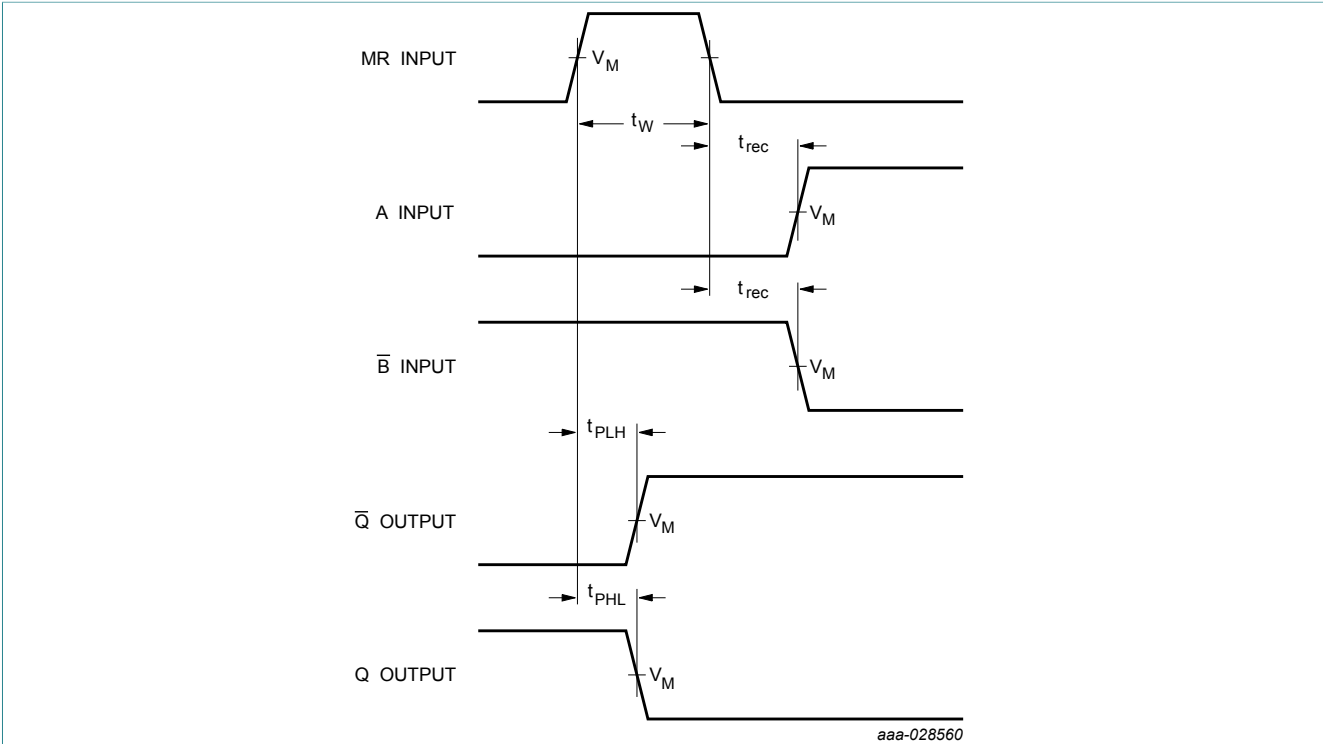 MR INPUT
V_M
t_W
t_rec
A INPUT
V_M
t_rec
B̅ INPUT
V_M
t_PLH
Q̅ OUTPUT
V_M
t_PHL
Q OUTPUT
V_M
aaa-028560